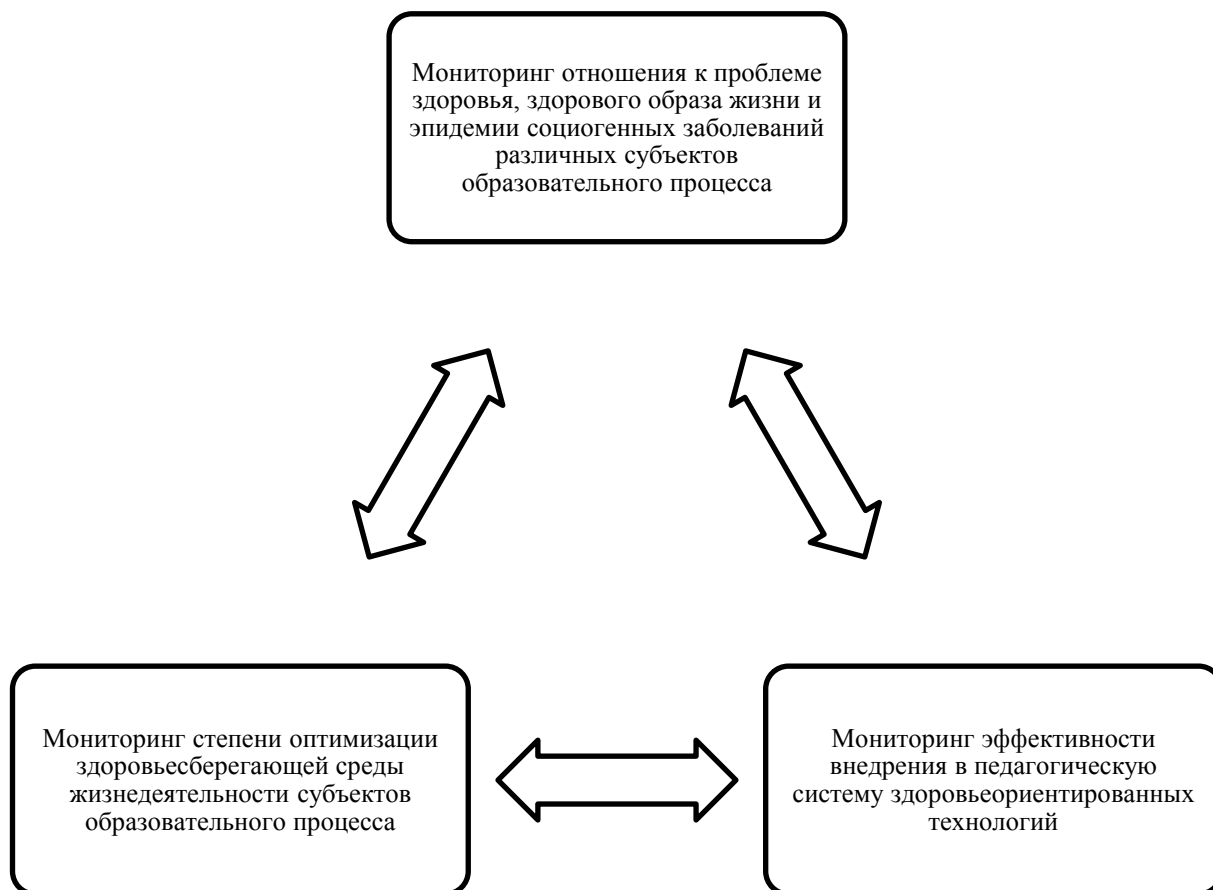 Мониторинг отношения к проблеме
здоровья, здорового образа жизни и
эпидемии социогенных заболеваний
различных субъектов
образовательного процесса
Мониторинг степени оптимизации
здоровьесберегающей среды
жизнедеятельности субъектов
образовательного процесса
Мониторинг эффективности
внедрения в педагогическую
систему здоровьеориентированных
технологий